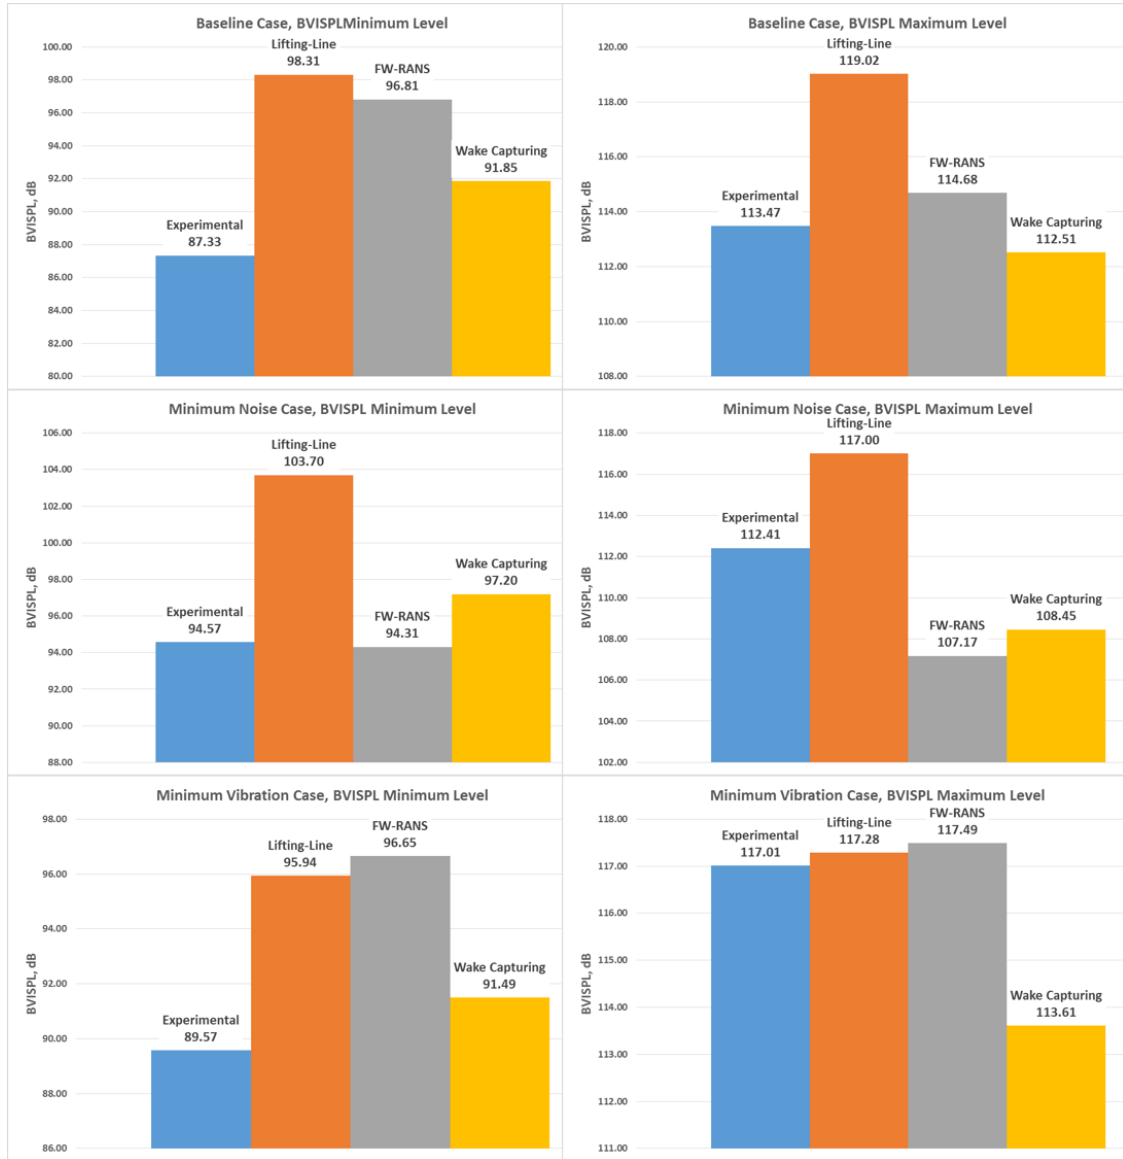 Baseline Case, BVISPLMinimum Level
BVISPL, dB
100.00
98.00
96.00
94.00
92.00
90.00
88.00
86.00
84.00
82.00
80.00
Experimental
87.33
Lifting-Line
98.31
FW-RANS
96.81
Wake Capturing
91.85
Baseline Case, BVISPL Maximum Level
BVISPL, dB
120.00
118.00
116.00
114.00
112.00
110.00
108.00
Experimental
113.47
Lifting-Line
119.02
FW-RANS
114.68
Wake Capturing
112.51
Minimum Noise Case, BVISPL Minimum Level
BVISPL, dB
106.00
104.00
102.00
100.00
98.00
96.00
94.00
92.00
90.00
88.00
Experimental
94.57
Lifting-Line
103.70
FW-RANS
94.31
Wake Capturing
97.20
Minimum Noise Case, BVISPL Maximum Level
BVISPL, dB
118.00
116.00
114.00
112.00
110.00
108.00
106.00
104.00
102.00
Experimental
112.41
Lifting-Line
117.00
FW-RANS
107.17
Wake Capturing
108.45
Minimum Vibration Case, BVISPL Minimum Level
BVISPL, dB
98.00
96.00
94.00
92.00
90.00
88.00
86.00
Experimental
89.57
Lifting-Line
95.94
FW-RANS
96.65
Wake Capturing
91.49
Minimum Vibration Case, BVISPL Maximum Level
BVISPL, dB
118.00
117.00
116.00
115.00
114.00
113.00
112.00
111.00
Experimental
117.01
Lifting-Line
117.28
FW-RANS
117.49
Wake Capturing
113.61